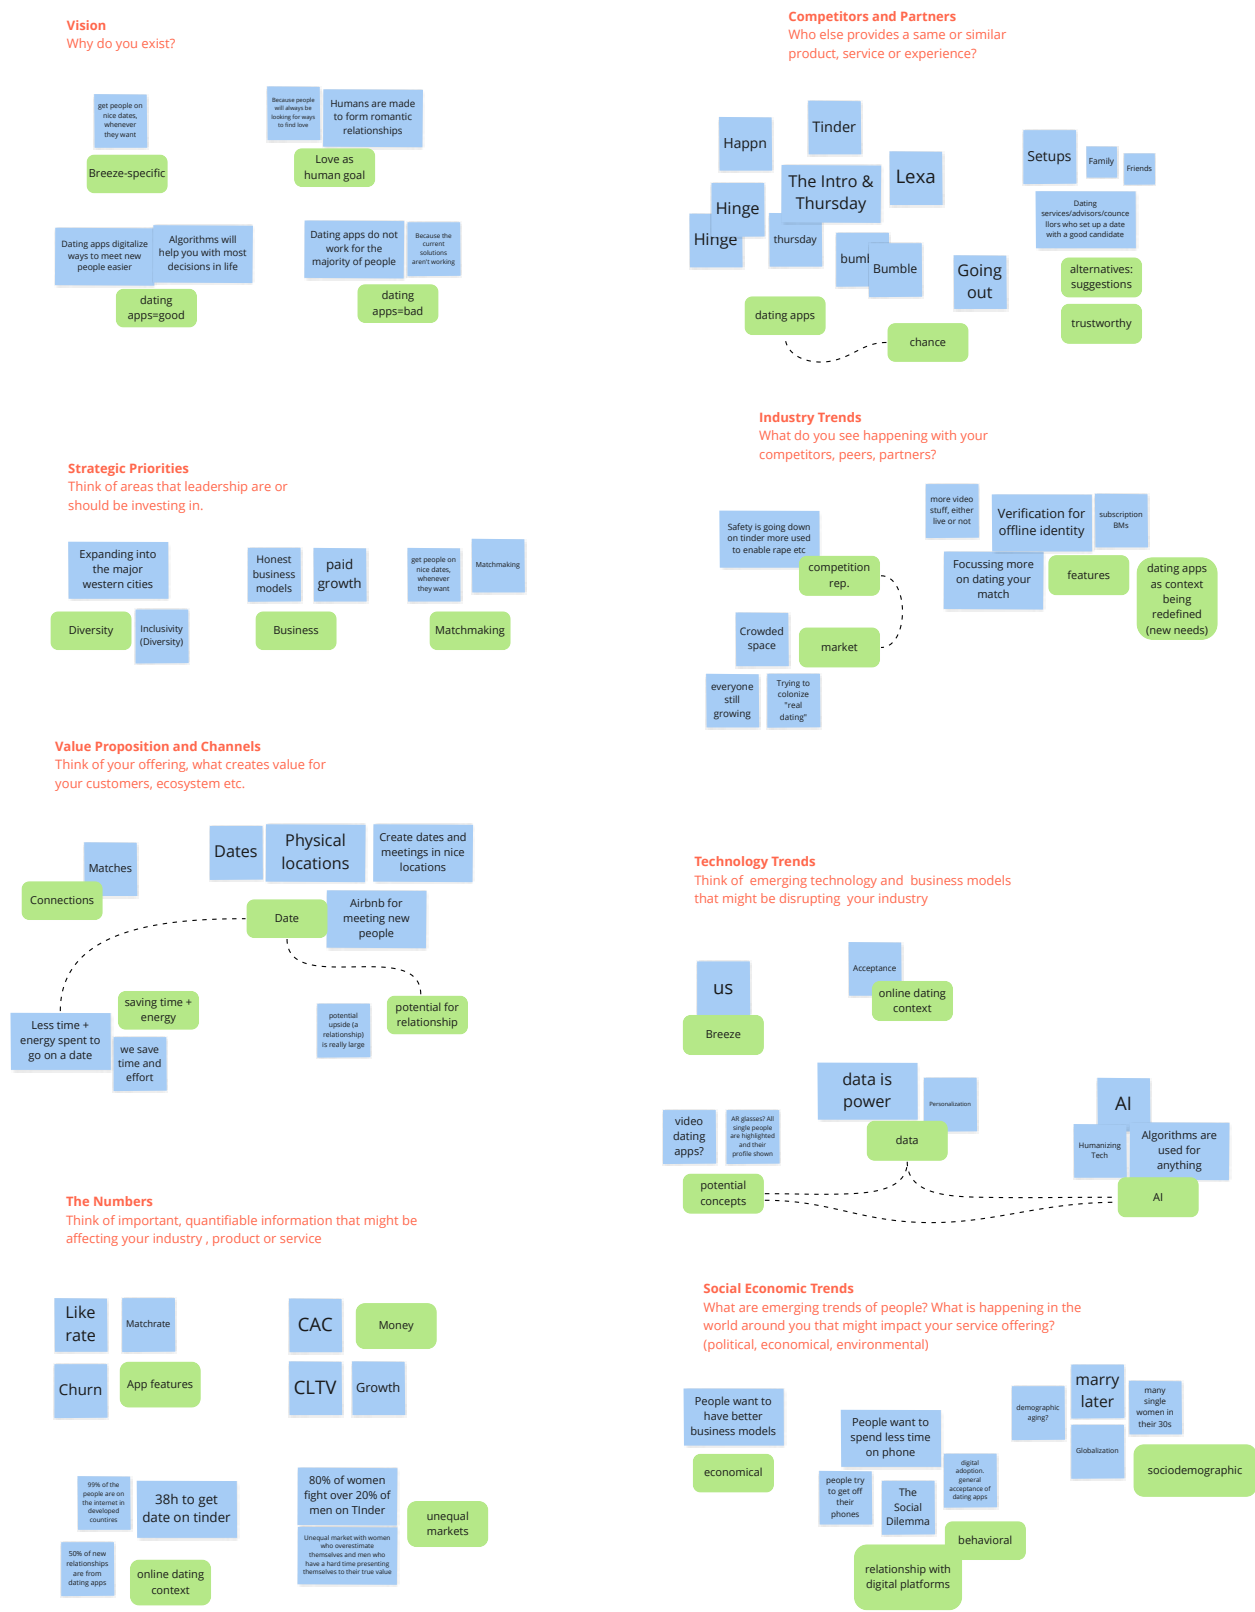 Vision
Why do you exist?
get people on
nice dates,
whenever
they want
Breeze-specific
Because people
will always be
looking for ways
to find love
Humans are made
to form romantic
relationships
Love as
human goal
Dating apps digitalize
ways to meet new
people easier
Algorithms will
help you with most
decisions in life
dating
apps=good
Dating apps do not
work for the
majority of people
Because the
current
solutions
aren't working
dating
apps=bad
Competitors and Partners
Who else provides a same or similar
product, service or experience?
Happn
Tinder
The Intro &
Thursday
Lexa
Hinge
Hinge
thursday
bumb
Bumble
Going
out
dating apps
chance
Setups
Family
Friends
Dating
services/advisors/counce
llors who set up a date
with a good candidate
alternatives:
suggestions
trustworthy
Strategic Priorities
Think of areas that leadership are or
should be investing in.
Expanding into
the major
western cities
Diversity
Inclusivity
(Diversity)
Honest
business
models
paid
growth
Business
get people on
nice dates,
whenever
they want
Matchmaking
Matchmaking
Industry Trends
What do you see happening with your
competitors, peers, partners?
Safety is going down
on tinder more used
to enable rape etc
competition
rep.
Crowded
space
market
everyone
still
growing
Trying to
colonize
"real
dating"
more video
stuff, either
live or not
Verification for
offline identity
subscription
BMs
Focussing more
on dating your
match
features
dating apps
as context
being
redefined
(new needs)
Value Proposition and Channels
Think of your offering, what creates value for
your customers, ecosystem etc.
Matches
Connections
Dates
Physical
locations
Create dates and
meetings in nice
locations
Date
Airbnb for
meeting new
people
saving time +
energy
Less time +
energy spent to
go on a date
we save
time and
effort
potential
upside (a
relationship)
is really large
potential for
relationship
Technology Trends
Think of  emerging technology and  business models
that might be disrupting  your industry
us
Breeze
Acceptance
online dating
context
data is
power
Personalization
data
video
dating
apps?
AR glasses? All
single people
are highlighted
and their
profile shown
potential
concepts
AI
Humanizing
Tech
Algorithms are
used for
anything
AI
The Numbers
Think of important, quantifiable information that might be
affecting your industry , product or service
Like
rate
Matchrate
Churn
App features
CAC
Money
CLTV
Growth
99% of the
people are on
the internet in
developed
countires
38h to get
date on tinder
50% of new
relationships
are from
dating apps
online dating
context
80% of women
fight over 20% of
men on TInder
Unequal market with women
who overestimate
themselves and men who
have a hard time presenting
themselves to their true value
unequal
markets
Social Economic Trends
What are emerging trends of people? What is happening in the
world around you that might impact your service offering?
(political, economical, environmental)
People want to
have better
business models
economical
People want to
spend less time
on phone
people try
to get off
their
phones
The
Social
Dilemma
digital
adoption.
general
acceptance of
dating apps
behavioral
relationship with
digital platforms
demographic
aging?
marry
later
many
single
women in
their 30s
Globalization
sociodemographic